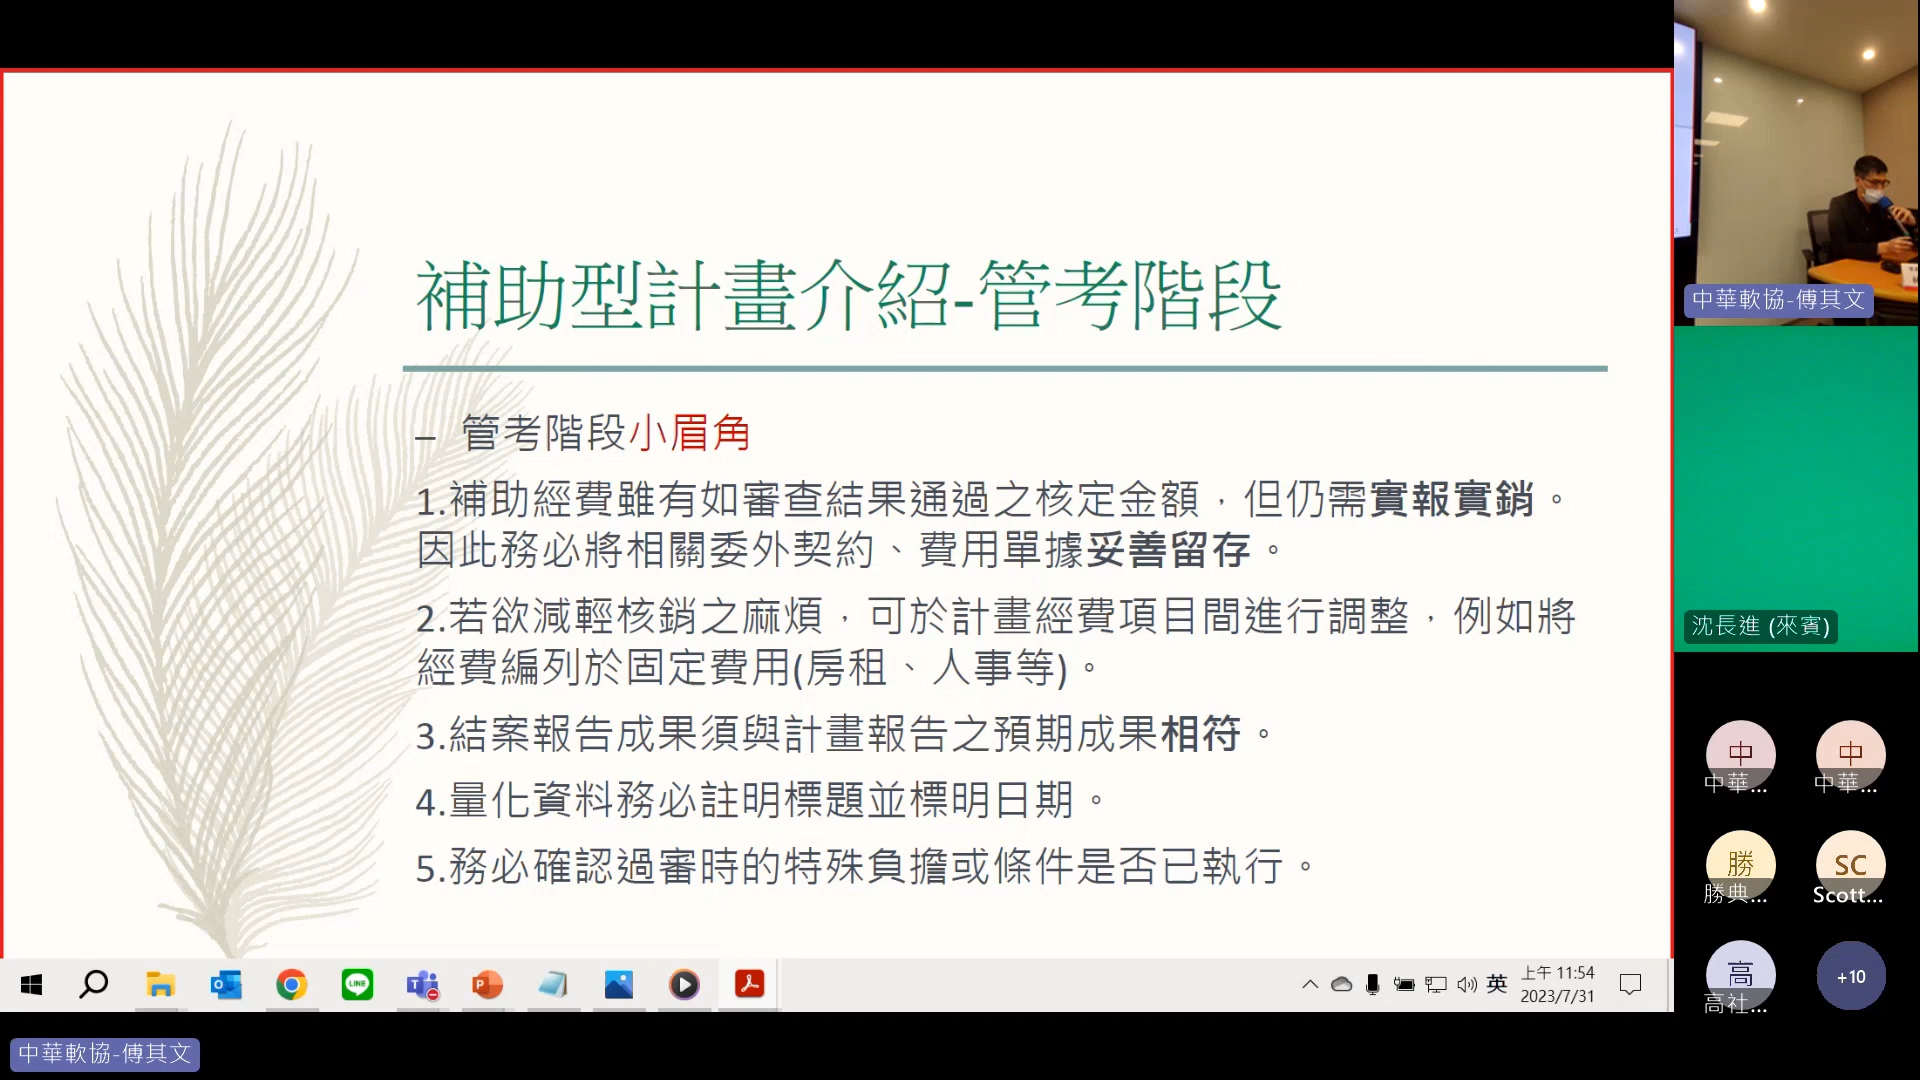 補助型計畫介紹-管考階段
– 管考階段小眉角
1.補助經費雖有如審查結果通過之核定金額，但仍需實報實銷。
因此務必將相關委外契約、費用單據妥善留存。
2.若欲減輕核銷之麻煩，可於計畫經費項目間進行調整，例如將
經費編列於固定費用(房租、人事等)。
3.結案報告成果須與計畫報告之預期成果相符。
4.量化資料務必註明標題並標明日期。
5.務必確認過審時的特殊負擔或條件是否已執行。
中華軟協-傅其文
沈長進 (來賓)
中
中華...
中
中華...
勝
勝典...
SC
Scott...
高
高社...
+10
LINE
英
上午 11:54
2023/7/31
中華軟協-傅其文